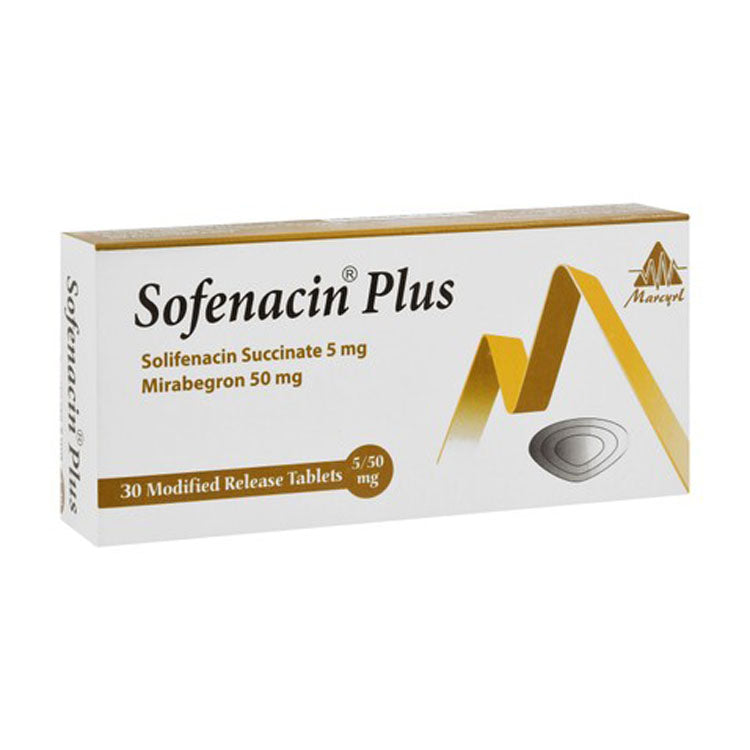 Sofenacin® Plus
Solifenacin Succinate 5 mg
Mirabegron 50 mg
30 Modified Release Tablets
5/50
mg
Marcyrl
Sofenacin® Plus